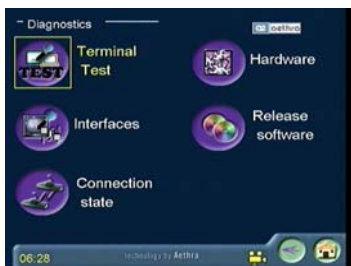 Diagnostics
aethra
TEST
Terminal
Test
Hardware
Interfaces
Release
software
Connection
state
06:28
technology by Aethra